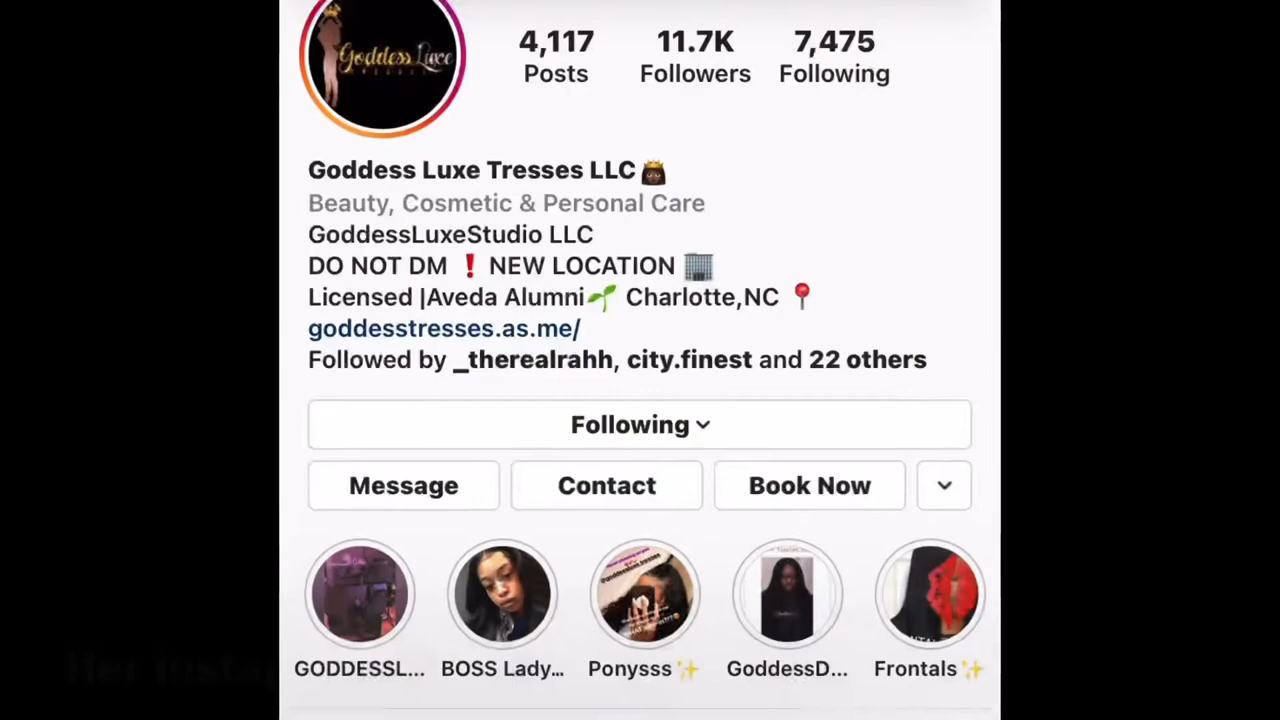 Goddess Luxe
4,117 11.7K 7,475
Posts Followers Following
Goddess Luxe Tresses LLC
Beauty, Cosmetic & Personal Care
GoddessLuxeStudio LLC
DO NOT DM ❗ NEW LOCATION 🏢
Licensed |Aveda Alumni🌱 Charlotte,NC 📍
goddesstresses.as.me/
Followed by _therealrahh, city.finest and 22 others
Following
Message Contact Book Now
GODDESSL... BOSS Lady... Ponysss✨ GoddessD... Frontals✨
Her Insta